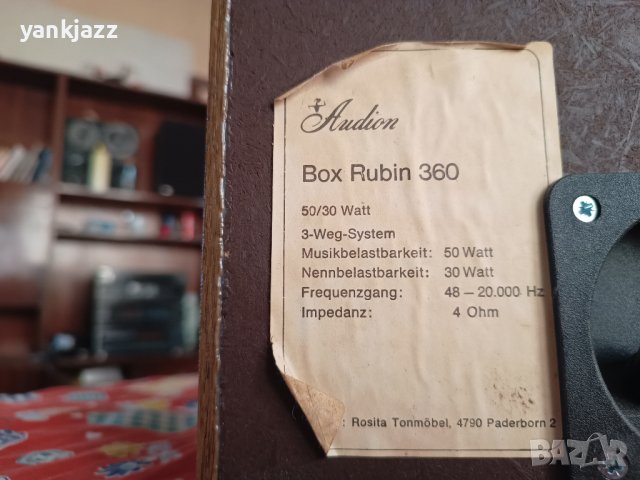 yankjazz
Audion
Box Rubin 360
50/30 Watt
3-Weg-System
Musikbelastbarkeit: 50 Watt
Nennbelastbarkeit: 30 Watt
Frequenzgang: 48 – 20.000 Hz
Impedanz: 4 Ohm
: Rosita Tonmöbel, 4790 Paderborn 2
BAZAR